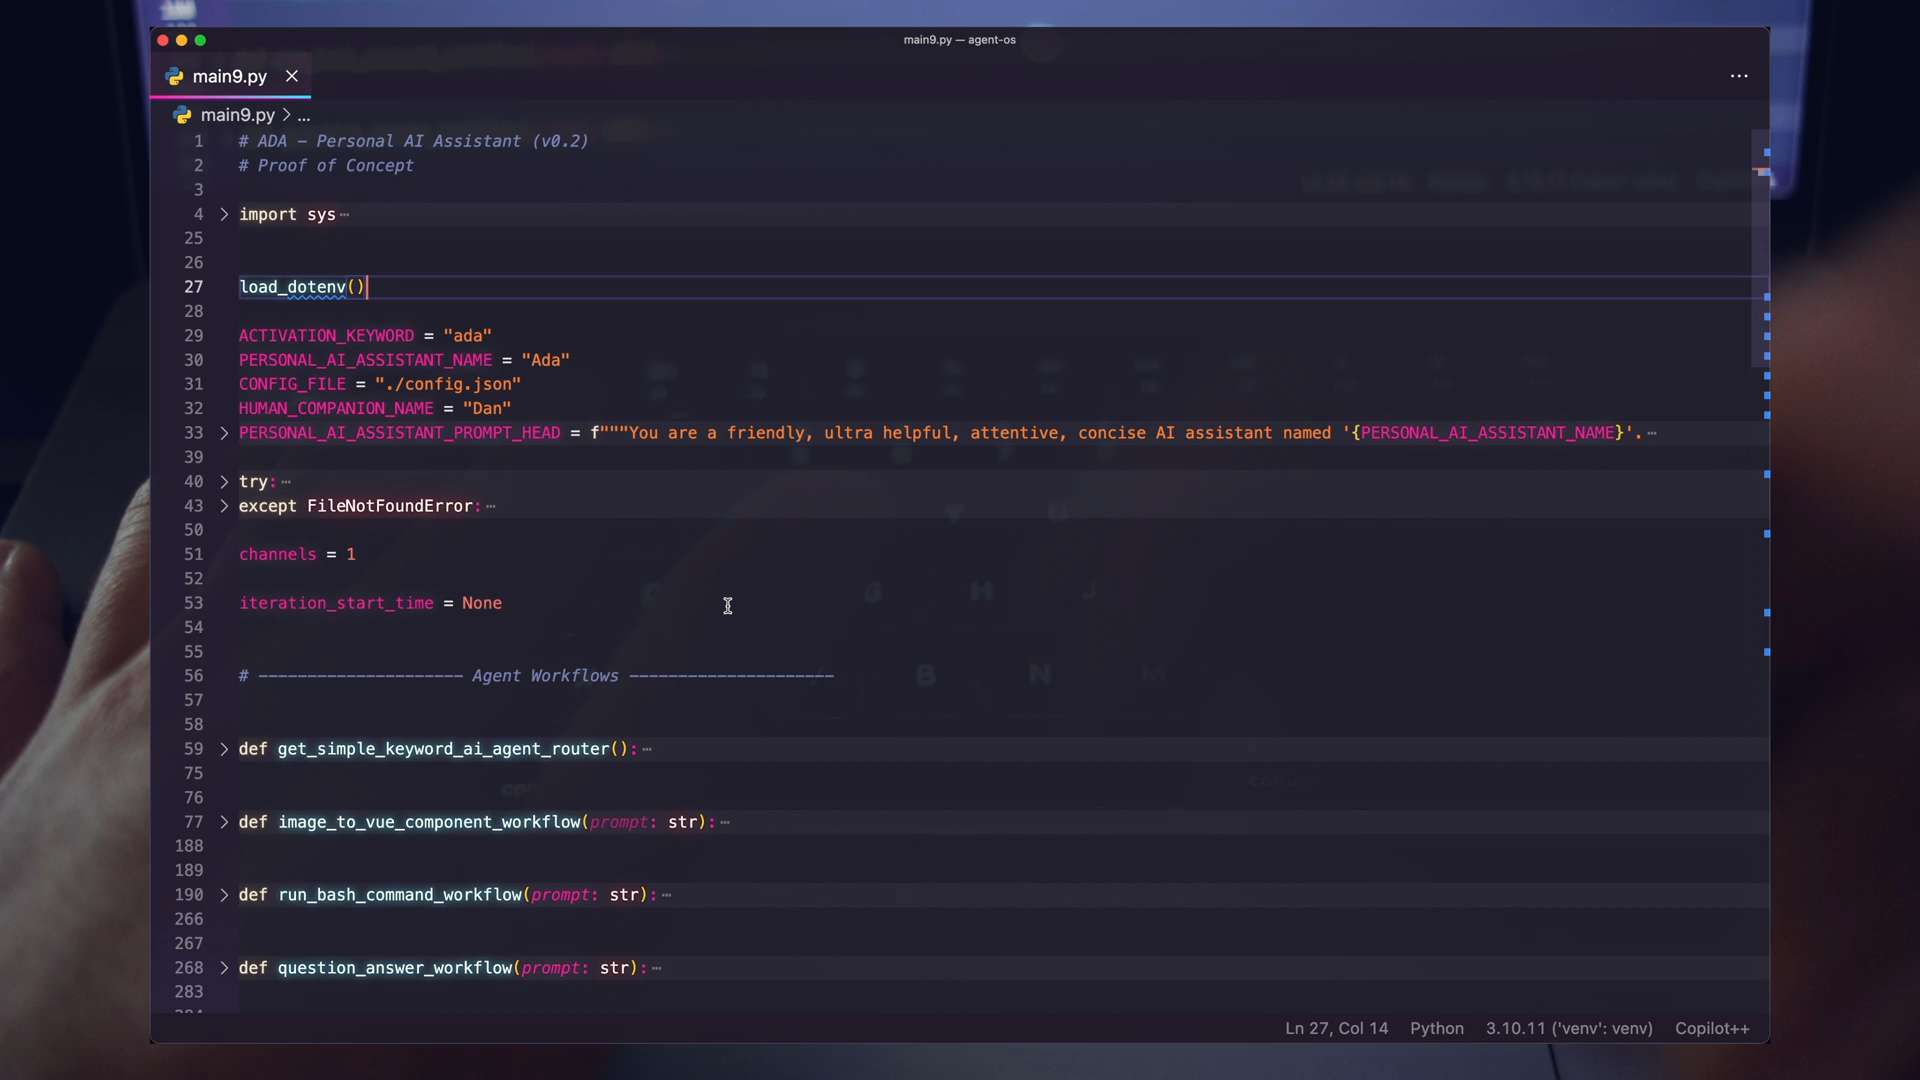 main9.py — agent-os
main9.py
main9.py > ...
1 # ADA – Personal AI Assistant (v0.2)
2 # Proof of Concept
3
4 import sys
25
26
27 load_dotenv()
28
29 ACTIVATION_KEYWORD = "ada"
30 PERSONAL_AI_ASSISTANT_NAME = "Ada"
31 CONFIG_FILE = "./config.json"
32 HUMAN_COMPANION_NAME = "Dan"
33 PERSONAL_AI_ASSISTANT_PROMPT_HEAD = f"""You are a friendly, ultra helpful, attentive, concise AI assistant named '{PERSONAL_AI_ASSISTANT_NAME}'.
39
40 try:
43 except FileNotFoundError:
50
51 channels = 1
52
53 iteration_start_time = None
54
55
56 # ––––––––––––––––––––– Agent Workflows –––––––––––––––––––––
57
58
59 def get_simple_keyword_ai_agent_router():
75
76
77 def image_to_vue_component_workflow(prompt: str):
188
189
190 def run_bash_command_workflow(prompt: str):
266
267
268 def question_answer_workflow(prompt: str):
283
Ln 27, Col 14 Python 3.10.11 ('venv': venv) Copilot++